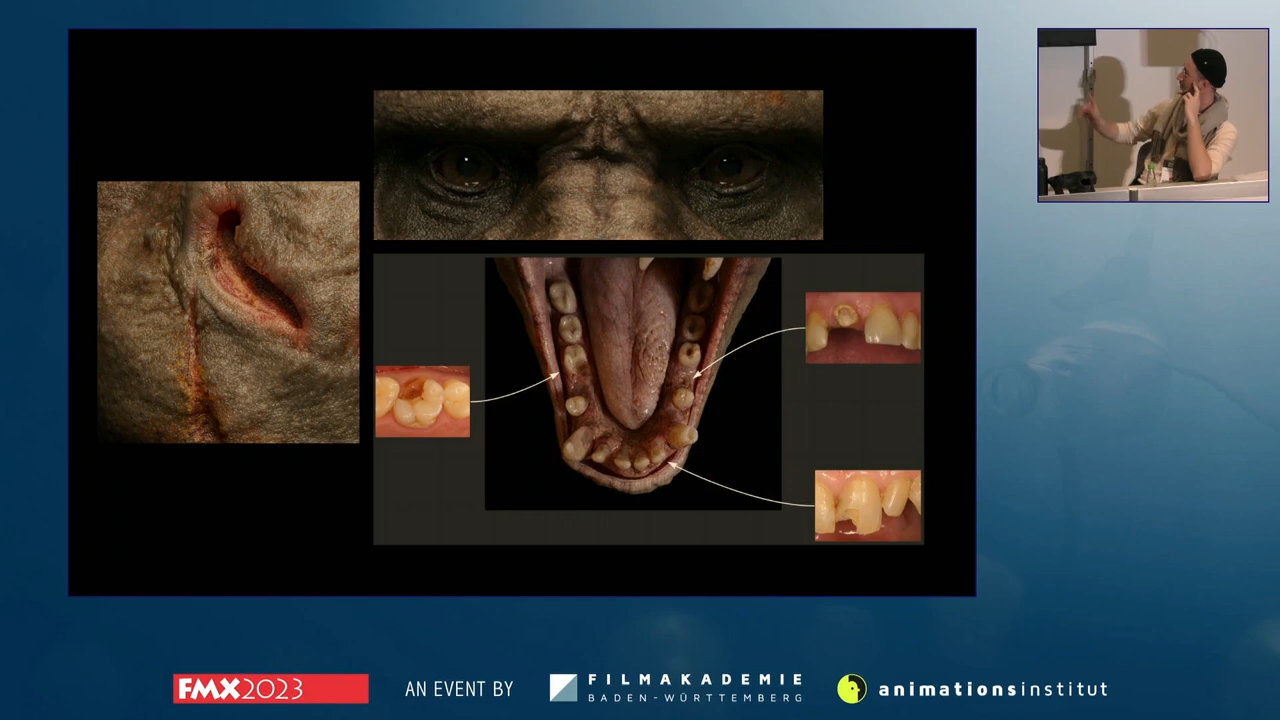 FMX2023
AN EVENT BY
FILMAKADEMIE
BADEN-WÜRTTEMBERG
animationsinstitut